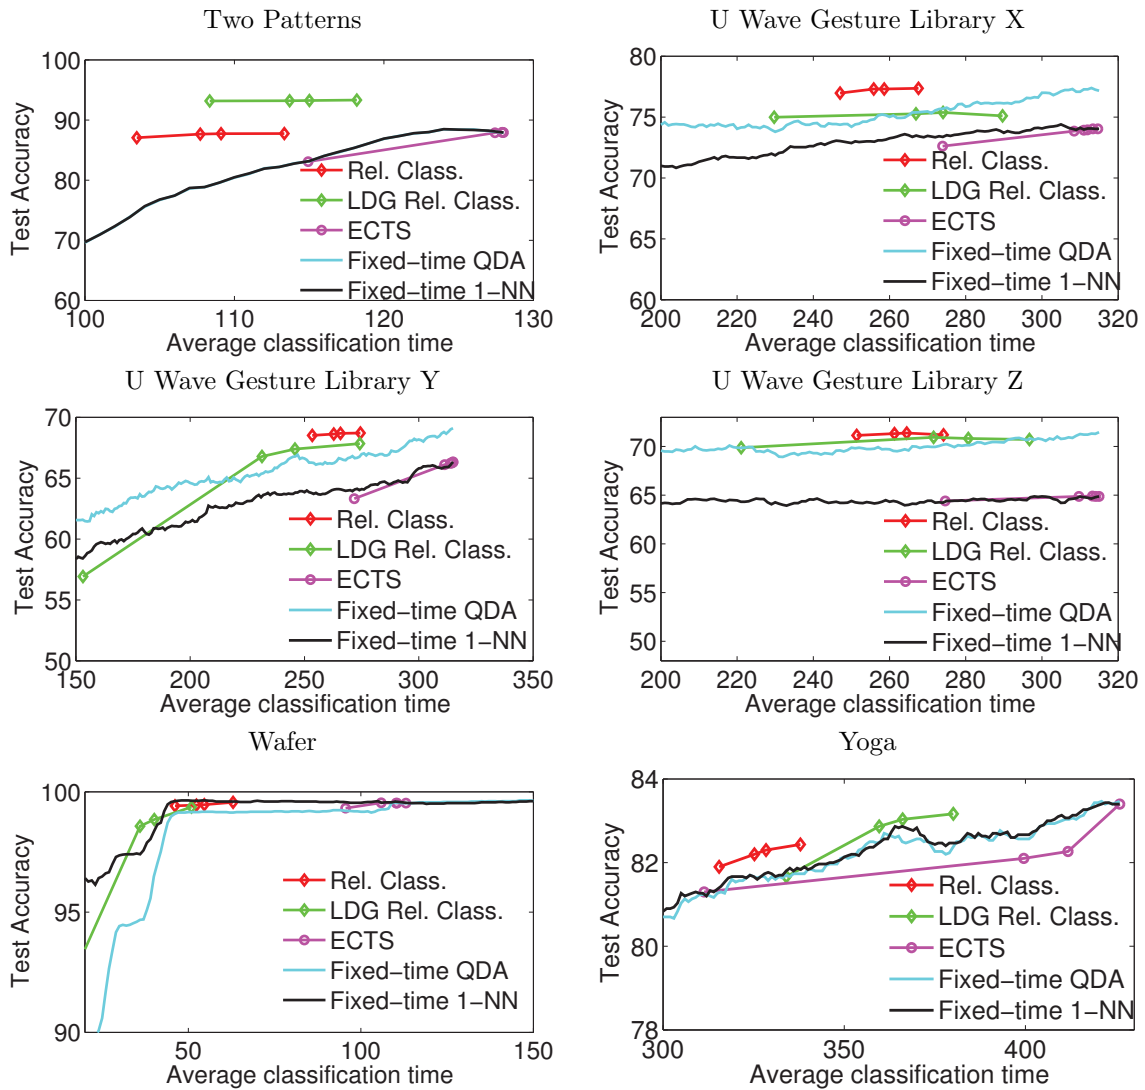 Two Patterns
Test Accuracy
100
90
80
70
60
100 110 120 130
Average classification time
Rel. Class.
LDG Rel. Class.
ECTS
Fixed-time QDA
Fixed-time 1-NN
U Wave Gesture Library X
Test Accuracy
80
75
70
65
60
200 220 240 260 280 300 320
Average classification time
Rel. Class.
LDG Rel. Class.
ECTS
Fixed-time QDA
Fixed-time 1-NN
U Wave Gesture Library Y
Test Accuracy
70
65
60
55
50
150 200 250 300 350
Average classification time
Rel. Class.
LDG Rel. Class.
ECTS
Fixed-time QDA
Fixed-time 1-NN
U Wave Gesture Library Z
Test Accuracy
70
65
60
55
50
200 220 240 260 280 300 320
Average classification time
Rel. Class.
LDG Rel. Class.
ECTS
Fixed-time QDA
Fixed-time 1-NN
Wafer
Test Accuracy
100
95
90
50 100 150
Average classification time
Rel. Class.
LDG Rel. Class.
ECTS
Fixed-time QDA
Fixed-time 1-NN
Yoga
Test Accuracy
84
82
80
78
300 350 400
Average classification time
Rel. Class.
LDG Rel. Class.
ECTS
Fixed-time QDA
Fixed-time 1-NN